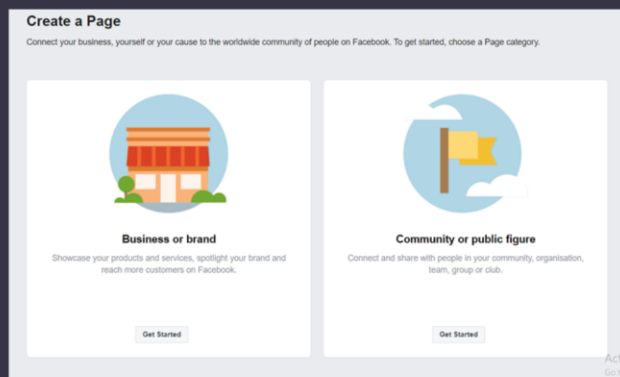 Create a Page
Connect your business, yourself or your cause to the worldwide community of people on Facebook. To get started, choose a Page category.
Business or brand
Showcase your products and services, spotlight your brand and
reach more customers on Facebook.
Get Started
Community or public figure
Connect and share with people in your community, organisation,
team, group or club.
Get Started